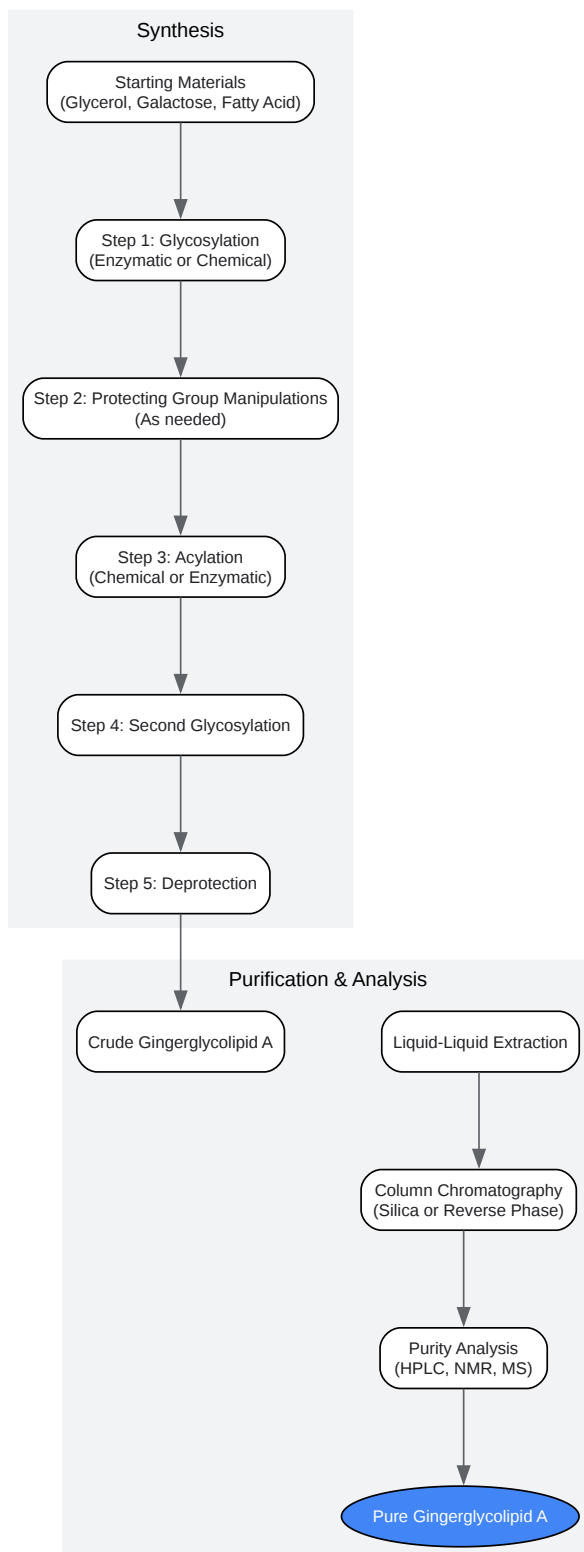 Synthesis
Starting Materials
(Glycerol, Galactose, Fatty Acid)
Step 1: Glycosylation
(Enzymatic or Chemical)
Step 2: Protecting Group Manipulations
(As needed)
Step 3: Acylation
(Chemical or Enzymatic)
Step 4: Second Glycosylation
Step 5: Deprotection
Purification & Analysis
Crude Gingerglycolipid A
Liquid-Liquid Extraction
Column Chromatography
(Silica or Reverse Phase)
Purity Analysis
(HPLC, NMR, MS)
Pure Gingerglycolipid A